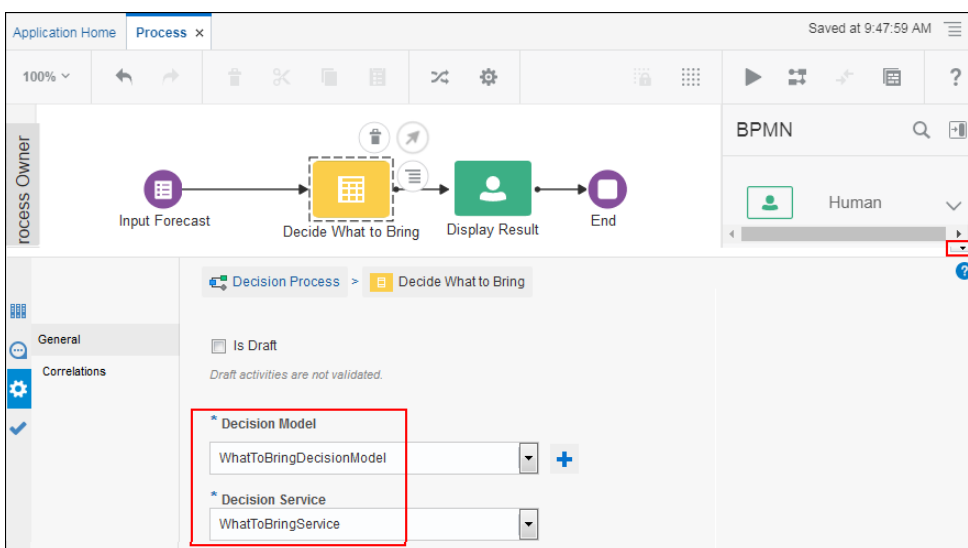 Application Home Process ×
Saved at 9:47:59 AM
100%
?
BPMN
Human
rocess Owner
Input Forecast
Decide What to Bring
Display Result
End
Decision Process > Decide What to Bring
?
General
Correlations
Is Draft
Draft activities are not validated.
* Decision Model
WhatToBringDecisionModel
* Decision Service
WhatToBringService